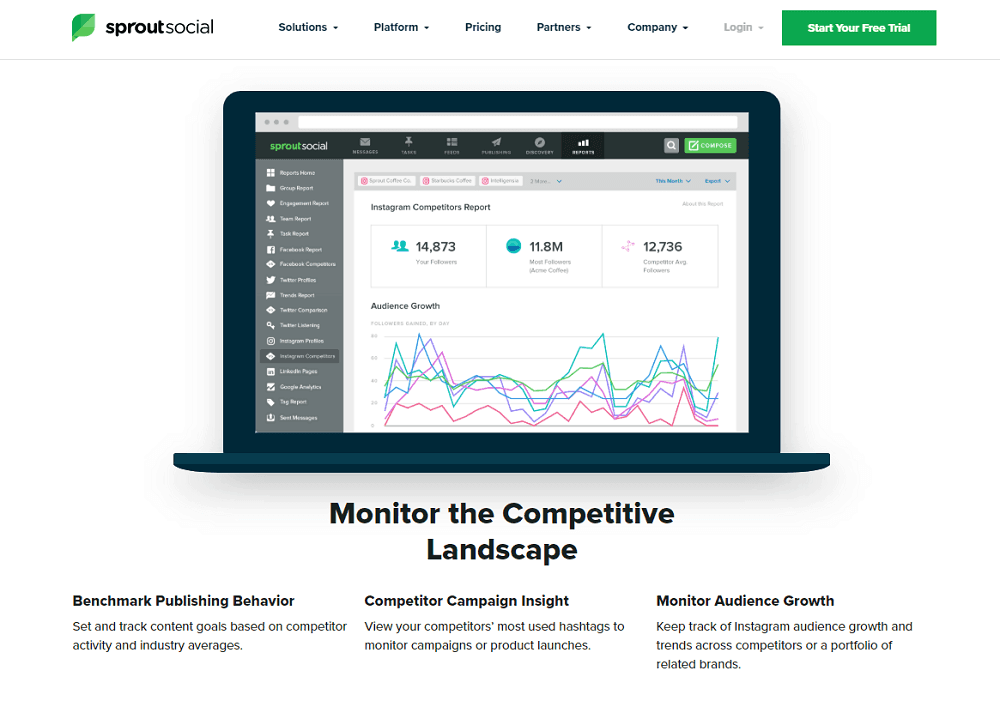 sproutsocial
Solutions
Platform
Pricing
Partners
Company
Login
Start Your Free Trial
sproutsocial
MESSAGES
TASKS
FEEDS
PUBLISHING
DISCOVERY
REPORTS
COMPOSE
Reports Home
Group Report
Engagement Report
Team Report
Task Report
Facebook Report
Facebook Competitors
Twitter Profiles
Trends Report
Twitter Comparison
Twitter Listening
Instagram Profiles
Instagram Competitors
LinkedIn Pages
Google Analytics
Tag Report
Sent Messages
Sprout Coffee Co.
Starbucks Coffee
Intelligentsia
2 More...
This Month
Export
Instagram Competitors Report
About this Report
14,873
Your Followers
11.8M
Most Followers
(Acme Coffee)
12,736
Competitor Avg.
Followers
Audience Growth
FOLLOWERS GAINED, BY DAY
80
60
40
20
0
Monitor the Competitive
Landscape
Benchmark Publishing Behavior
Set and track content goals based on competitor
activity and industry averages.
Competitor Campaign Insight
View your competitors’ most used hashtags to
monitor campaigns or product launches.
Monitor Audience Growth
Keep track of Instagram audience growth and
trends across competitors or a portfolio of
related brands.